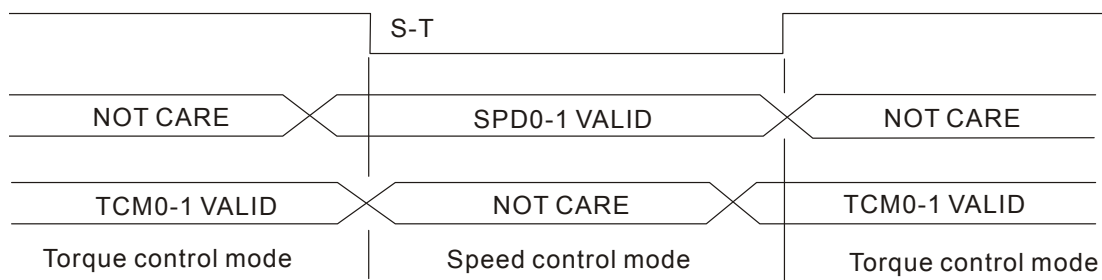 S-T
NOT CARE SPD0-1 VALID NOT CARE
TCM0-1 VALID NOT CARE TCM0-1 VALID
Torque control mode Speed control mode Torque control mode